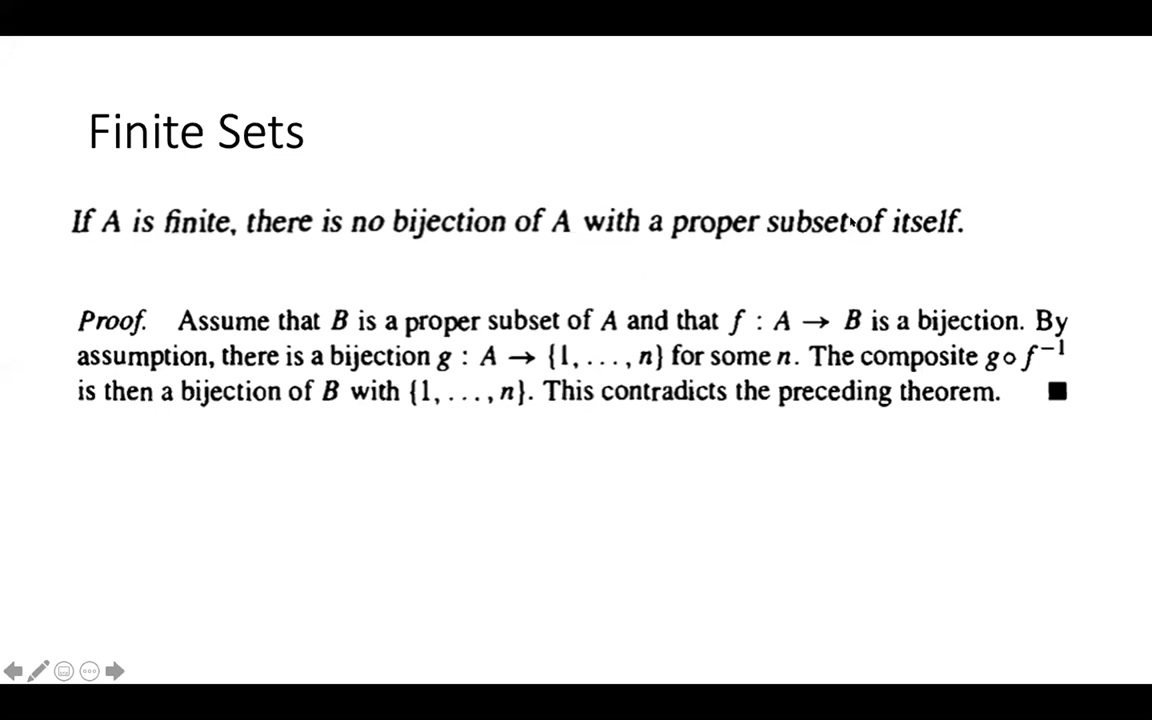 Finite Sets
If A is finite, there is no bijection of A with a proper subset of itself.
Proof. Assume that B is a proper subset of A and that f : A → B is a bijection. By
assumption, there is a bijection g : A → {1, . . . , n} for some n. The composite g ∘ f⁻¹
is then a bijection of B with {1, . . . , n}. This contradicts the preceding theorem. ■